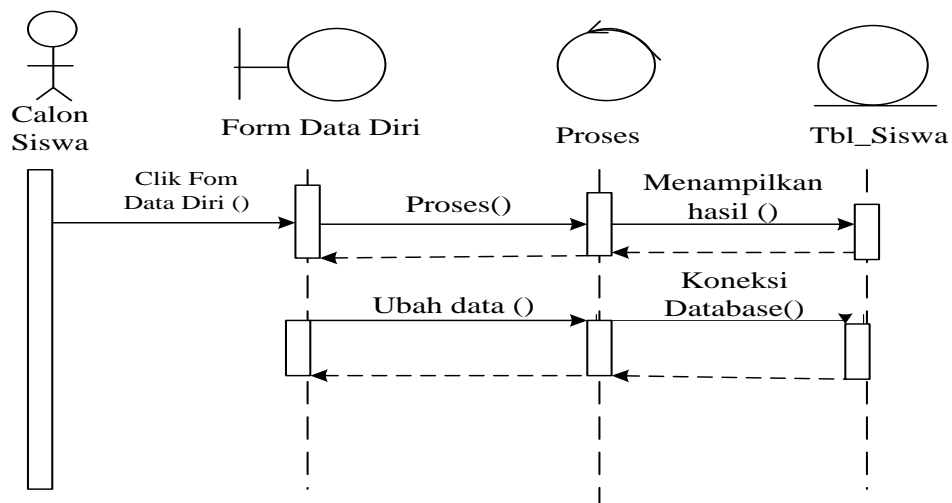 Calon
Siswa
Form Data Diri
Proses
Tbl_Siswa
Clik Fom
Data Diri ()
Proses()
Menampilkan
hasil ()
Ubah data ()
Koneksi
Database()